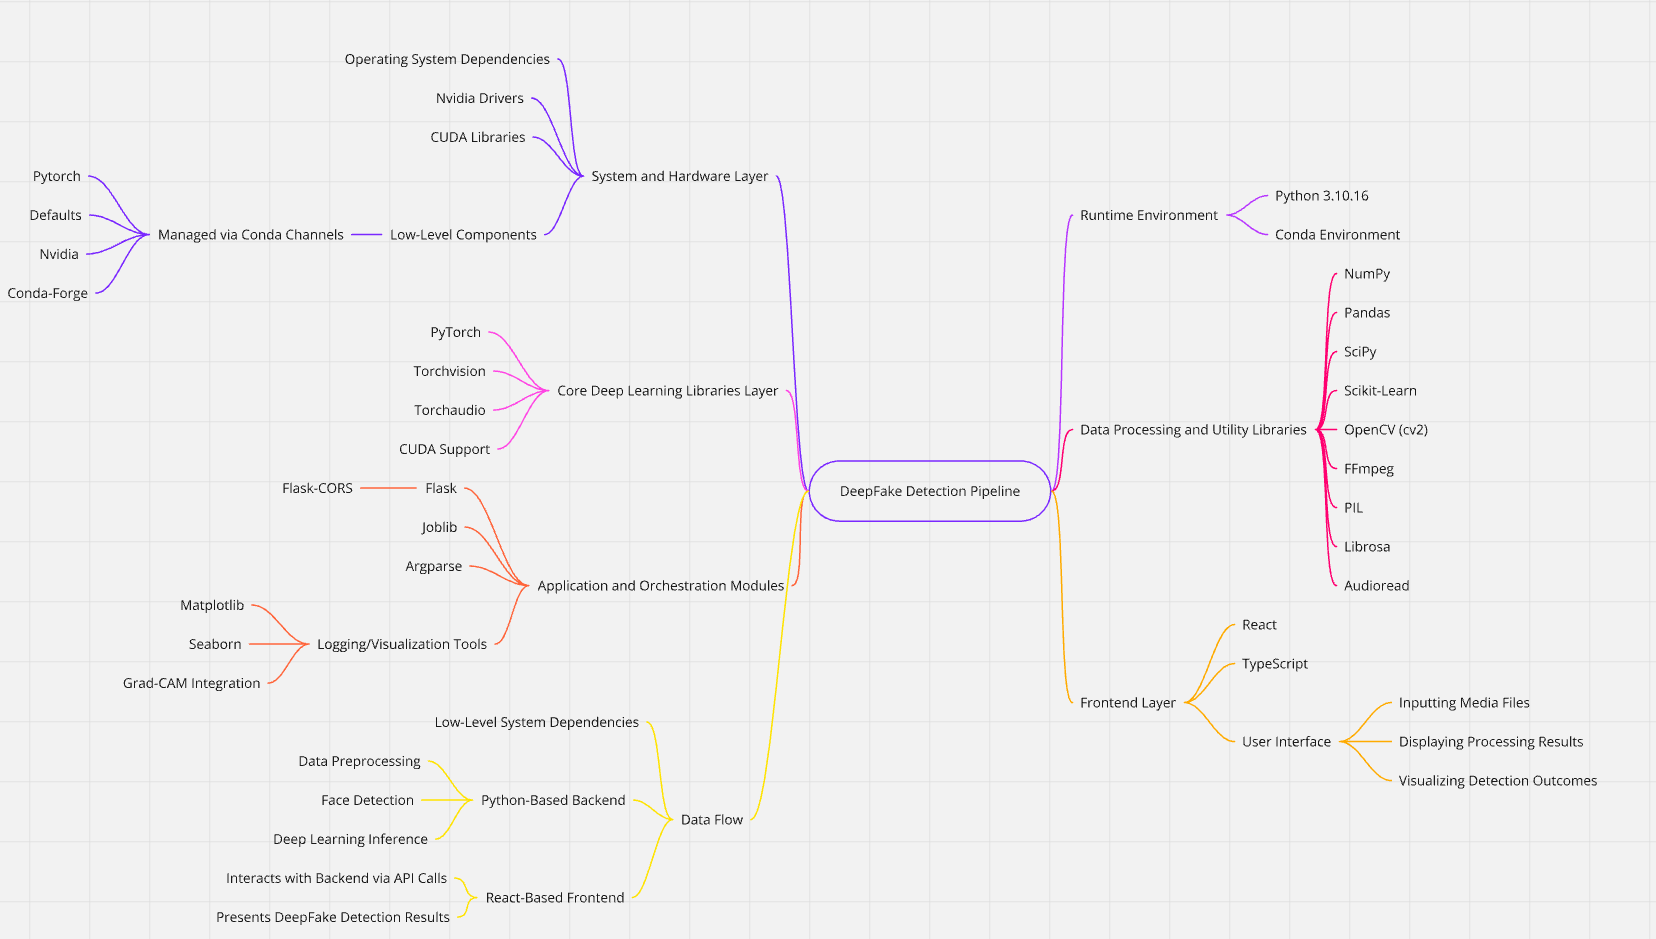 Operating System Dependencies
Nvidia Drivers
CUDA Libraries
System and Hardware Layer
Low-Level Components
Managed via Conda Channels
Pytorch
Defaults
Nvidia
Conda-Forge
PyTorch
Torchvision
Torchaudio
CUDA Support
Core Deep Learning Libraries Layer
Flask-CORS
Flask
Joblib
Argparse
Application and Orchestration Modules
Logging/Visualization Tools
Matplotlib
Seaborn
Grad-CAM Integration
Low-Level System Dependencies
Data Preprocessing
Face Detection
Deep Learning Inference
Python-Based Backend
Data Flow
Interacts with Backend via API Calls
Presents DeepFake Detection Results
React-Based Frontend
DeepFake Detection Pipeline
Runtime Environment
Python 3.10.16
Conda Environment
Data Processing and Utility Libraries
NumPy
Pandas
SciPy
Scikit-Learn
OpenCV (cv2)
FFmpeg
PIL
Librosa
Audioread
Frontend Layer
React
TypeScript
User Interface
Inputting Media Files
Displaying Processing Results
Visualizing Detection Outcomes